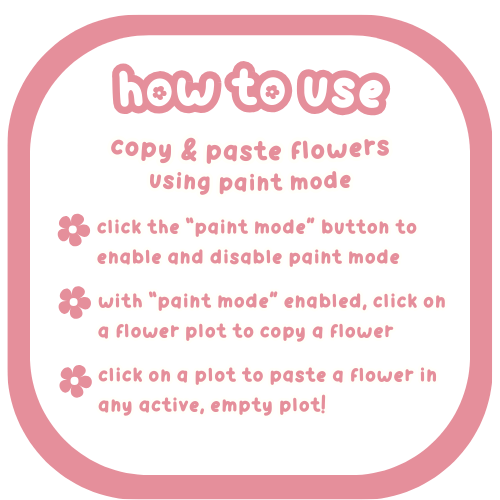 how to use
copy & paste flowers
using paint mode
click the "paint mode" button to
enable and disable paint mode
with "paint mode" enabled, click on
a flower plot to copy a flower
click on a plot to paste a flower in
any active, empty plot!